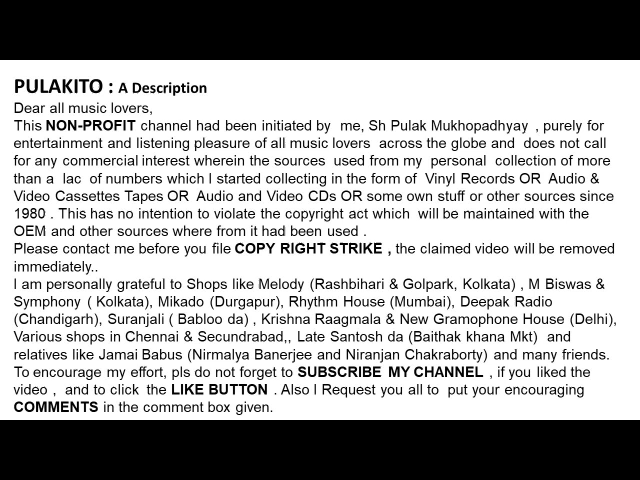 PULAKITO : A Description
Dear all music lovers,
This NON-PROFIT channel had been initiated by me, Sh Pulak Mukhopadhyay , purely for
entertainment and listening pleasure of all music lovers across the globe and does not call
for any commercial interest wherein the sources used from my personal collection of more
than a lac of numbers which I started collecting in the form of Vinyl Records OR Audio &
Video Cassettes Tapes OR Audio and Video CDs OR some own stuff or other sources since
1980 . This has no intention to violate the copyright act which will be maintained with the
OEM and other sources where from it had been used .
Please contact me before you file COPY RIGHT STRIKE , the claimed video will be removed
immediately..
I am personally grateful to Shops like Melody (Rashbihari & Golpark, Kolkata) , M Biswas &
Symphony ( Kolkata), Mikado (Durgapur), Rhythm House (Mumbai), Deepak Radio
(Chandigarh), Suranjali ( Babloo da) , Krishna Raagmala & New Gramophone House (Delhi),
Various shops in Chennai & Secundrabad,, Late Santosh da (Baithak khana Mkt) and
relatives like Jamai Babus (Nirmalya Banerjee and Niranjan Chakraborty) and many friends.
To encourage my effort, pls do not forget to SUBSCRIBE MY CHANNEL , if you liked the
video , and to click the LIKE BUTTON . Also I Request you all to put your encouraging
COMMENTS in the comment box given.